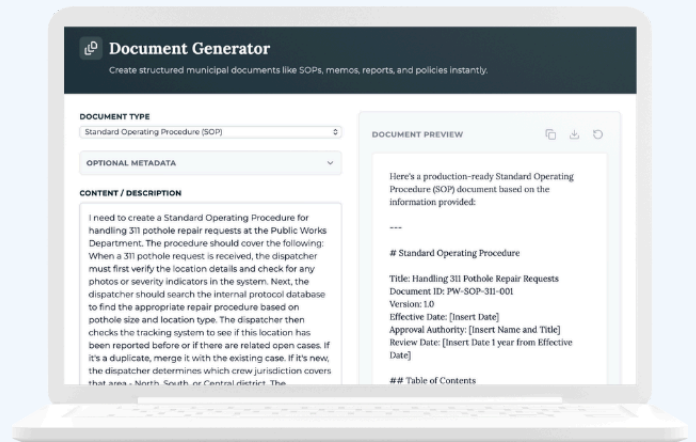 Document Generator
Create structured municipal documents like SOPs, memos, reports, and policies instantly.
DOCUMENT TYPE
Standard Operating Procedure (SOP)
OPTIONAL METADATA
CONTENT / DESCRIPTION
I need to create a Standard Operating Procedure for
handling 311 pothole repair requests at the Public Works
Department. The procedure should cover the following:
When a 311 pothole request is received, the dispatcher
must first verify the location details and check for any
photos or severity indicators in the system. Next, the
dispatcher should search the internal protocol database
to find the appropriate repair procedure based on
pothole size and location type. The dispatcher then
checks the tracking system to see if this location has
been reported before or if there are related open cases. If
it's a duplicate, merge it with the existing case. If it's new,
the dispatcher determines which crew jurisdiction covers
that area - North, South, or Central district. The
DOCUMENT PREVIEW
Here's a production-ready Standard Operating
Procedure (SOP) document based on the
information provided:
---
# Standard Operating Procedure
Title: Handling 311 Pothole Repair Requests
Document ID: PW-SOP-311-001
Version: 1.0
Effective Date: [Insert Date]
Approval Authority: [Insert Name and Title]
Review Date: [Insert Date 1 year from Effective
Date]
## Table of Contents